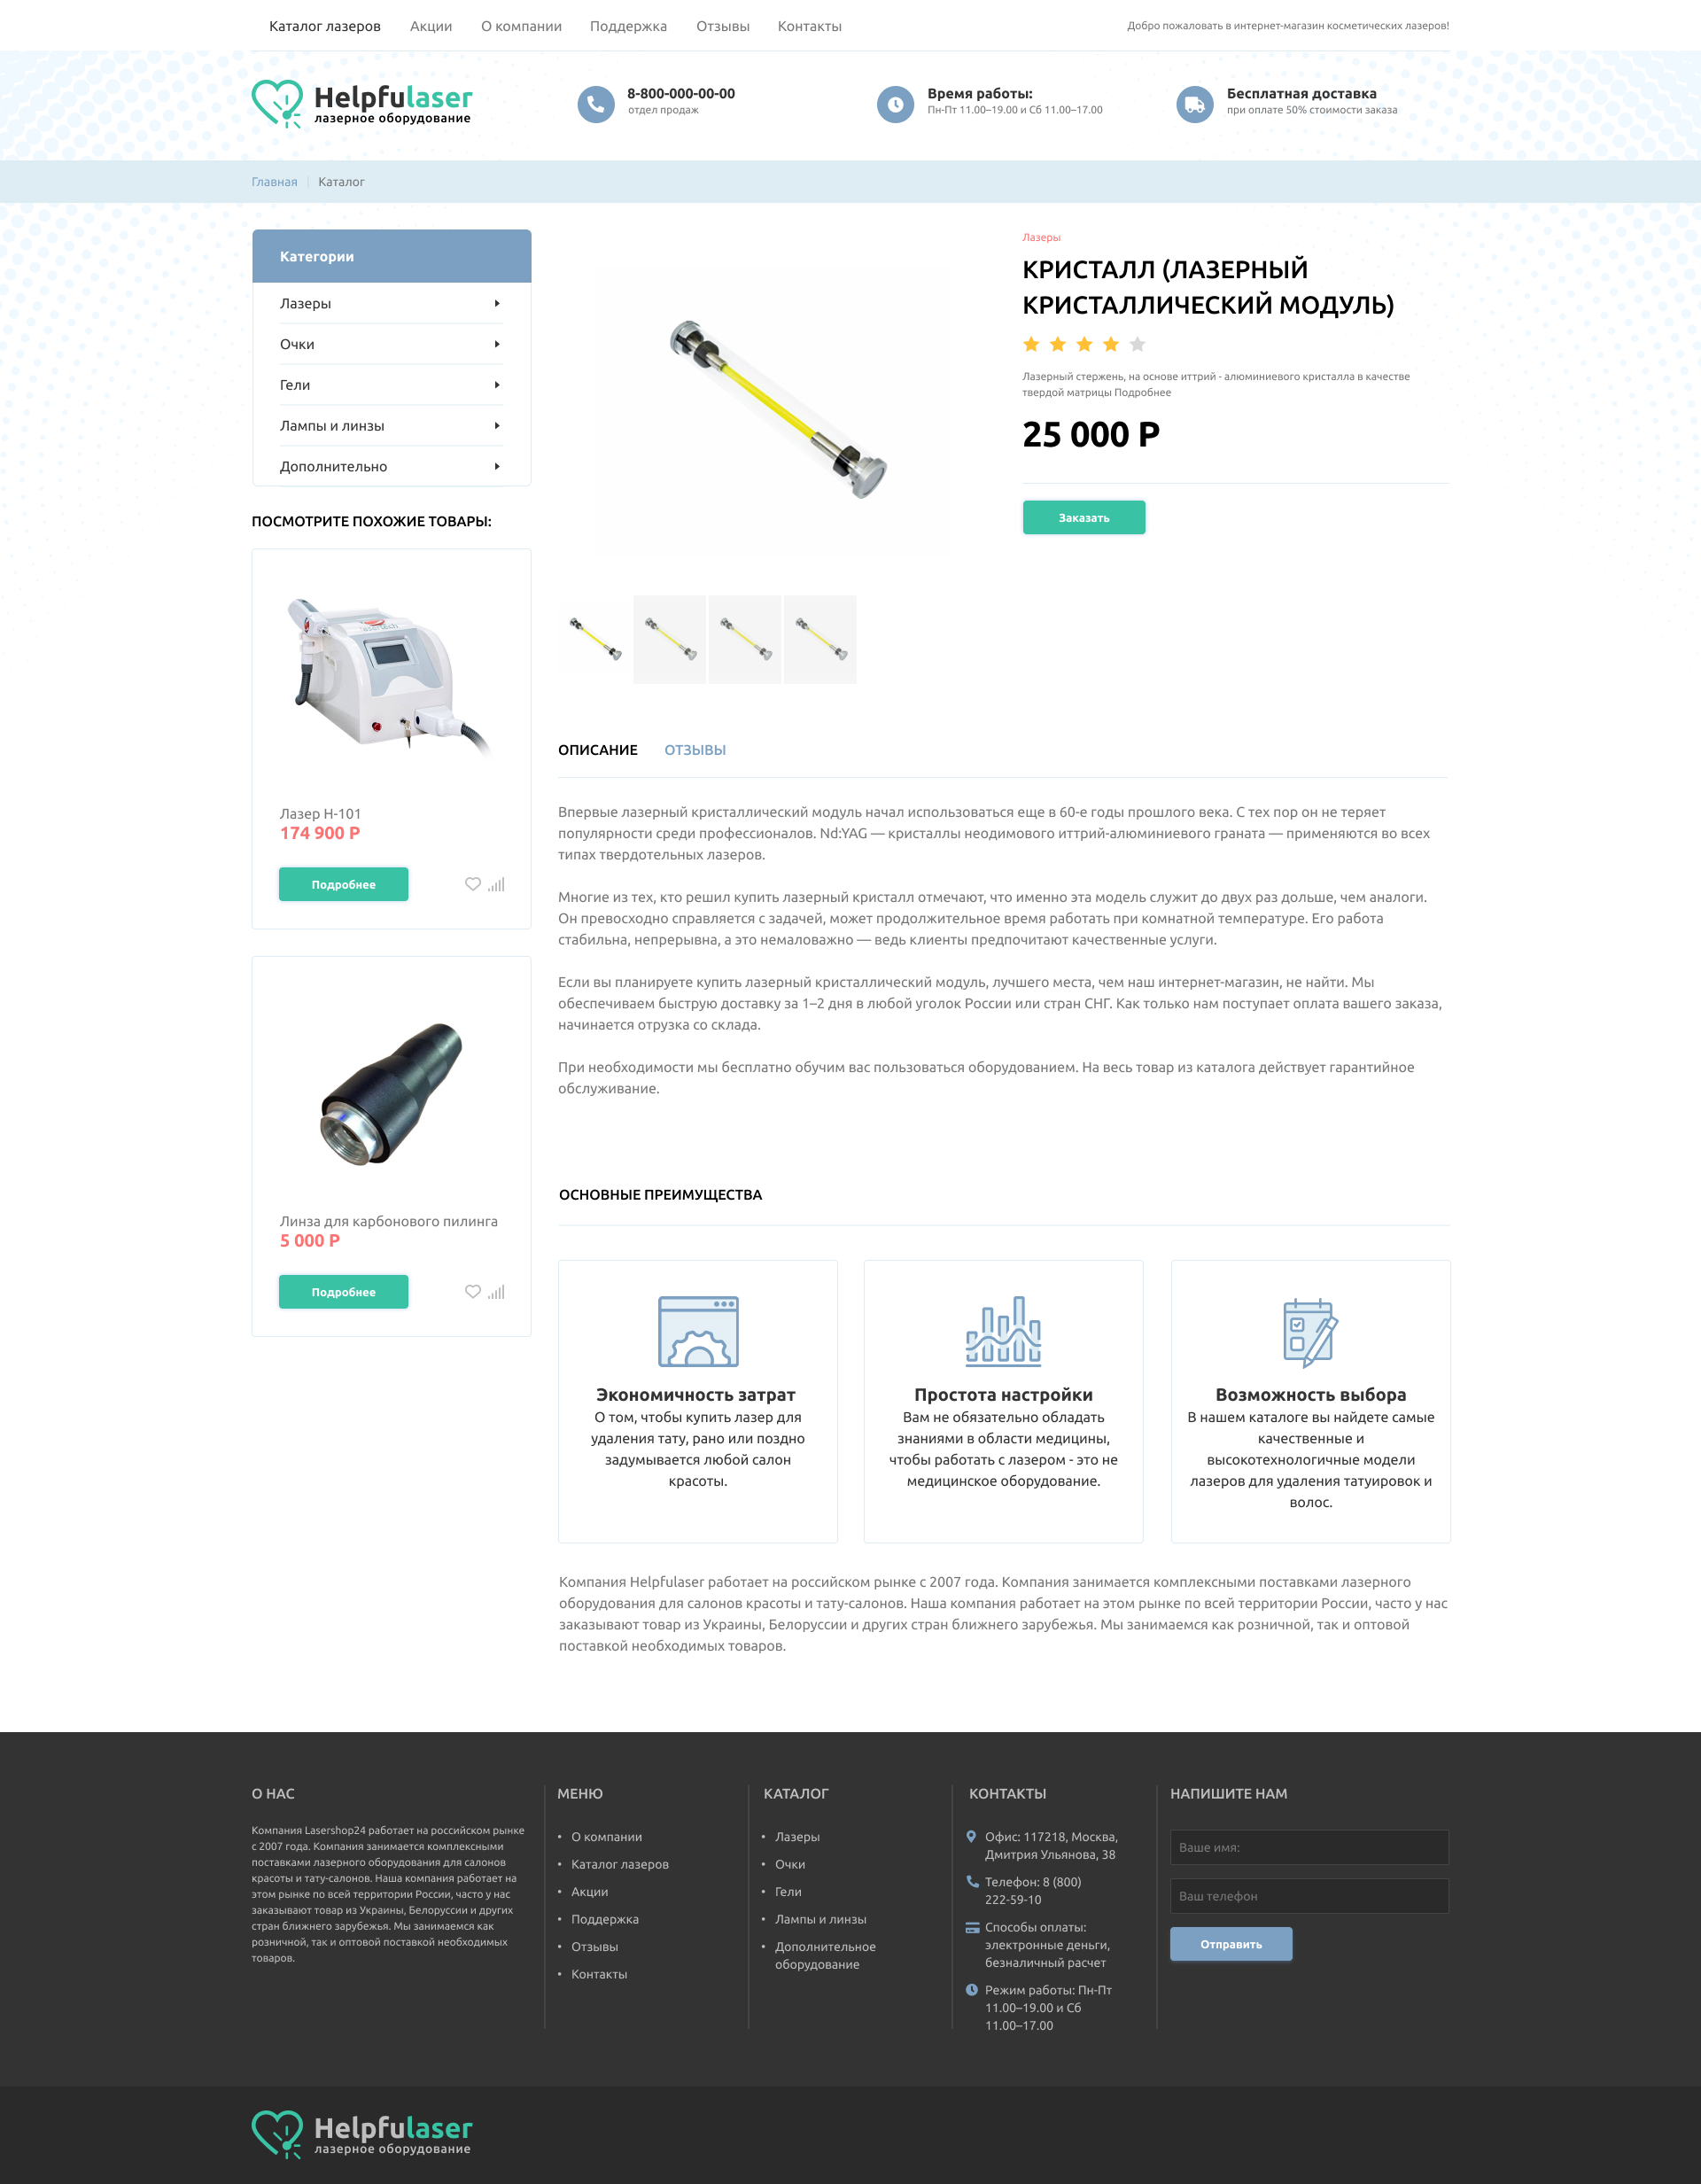 Каталог лазеров
Акции
О компании
Поддержка
Отзывы
Контакты
Добро пожаловать в интернет-магазин косметических лазеров!
Helpfulaser
лазерное оборудование
8-800-000-00-00
отдел продаж
Время работы:
Пн-Пт 11.00–19.00 и Сб 11.00–17.00
Бесплатная доставка
при оплате 50% стоимости заказа
Главная
Каталог
Категории
Лазеры
Очки
Гели
Лампы и линзы
Дополнительно
ПОСМОТРИТЕ ПОХОЖИЕ ТОВАРЫ:
Лазер H-101
174 900 Р
Подробнее
Линза для карбонового пилинга
5 000 Р
Подробнее
Лазеры
КРИСТАЛЛ (ЛАЗЕРНЫЙ
КРИСТАЛЛИЧЕСКИЙ МОДУЛЬ)
Лазерный стержень, на основе иттрий - алюминиевого кристалла в качестве
твердой матрицы Подробнее
25 000 Р
Заказать
ОПИСАНИЕ
ОТЗЫВЫ
Впервые лазерный кристаллический модуль начал использоваться еще в 60-е годы прошлого века. С тех пор он не теряет
популярности среди профессионалов. Nd:YAG — кристаллы неодимового иттрий-алюминиевого граната — применяются во всех
типах твердотельных лазеров.
Многие из тех, кто решил купить лазерный кристалл отмечают, что именно эта модель служит до двух раз дольше, чем аналоги.
Он превосходно справляется с задачей, может продолжительное время работать при комнатной температуре. Его работа
стабильна, непрерывна, а это немаловажно — ведь клиенты предпочитают качественные услуги.
Если вы планируете купить лазерный кристаллический модуль, лучшего места, чем наш интернет-магазин, не найти. Мы
обеспечиваем быструю доставку за 1–2 дня в любой уголок России или стран СНГ. Как только нам поступает оплата вашего заказа,
начинается отрузка со склада.
При необходимости мы бесплатно обучим вас пользоваться оборудованием. На весь товар из каталога действует гарантийное
обслуживание.
ОСНОВНЫЕ ПРЕИМУЩЕСТВА
Экономичность затрат
О том, чтобы купить лазер для
удаления тату, рано или поздно
задумывается любой салон
красоты.
Простота настройки
Вам не обязательно обладать
знаниями в области медицины,
чтобы работать с лазером - это не
медицинское оборудование.
Возможность выбора
В нашем каталоге вы найдете самые
качественные и
высокотехнологичные модели
лазеров для удаления татуировок и
волос.
Компания Helpfulaser работает на российском рынке с 2007 года. Компания занимается комплексными поставками лазерного
оборудования для салонов красоты и тату-салонов. Наша компания работает на этом рынке по всей территории России, часто у нас
заказывают товар из Украины, Белоруссии и других стран ближнего зарубежья. Мы занимаемся как розничной, так и оптовой
поставкой необходимых товаров.
О НАС
Компания Lasershop24 работает на российском рынке
с 2007 года. Компания занимается комплексными
поставками лазерного оборудования для салонов
красоты и тату-салонов. Наша компания работает на
этом рынке по всей территории России, часто у нас
заказывают товар из Украины, Белоруссии и других
стран ближнего зарубежья. Мы занимаемся как
розничной, так и оптовой поставкой необходимых
товаров.
МЕНЮ
• О компании
• Каталог лазеров
• Акции
• Поддержка
• Отзывы
• Контакты
КАТАЛОГ
• Лазеры
• Очки
• Гели
• Лампы и линзы
• Дополнительное
оборудование
КОНТАКТЫ
Офис: 117218, Москва,
Дмитрия Ульянова, 38
Телефон: 8 (800)
222-59-10
Способы оплаты:
электронные деньги,
безналичный расчет
Режим работы: Пн-Пт
11.00–19.00 и Сб
11.00–17.00
НАПИШИТЕ НАМ
Ваше имя:
Ваш телефон
Отправить
Helpfulaser
лазерное оборудование